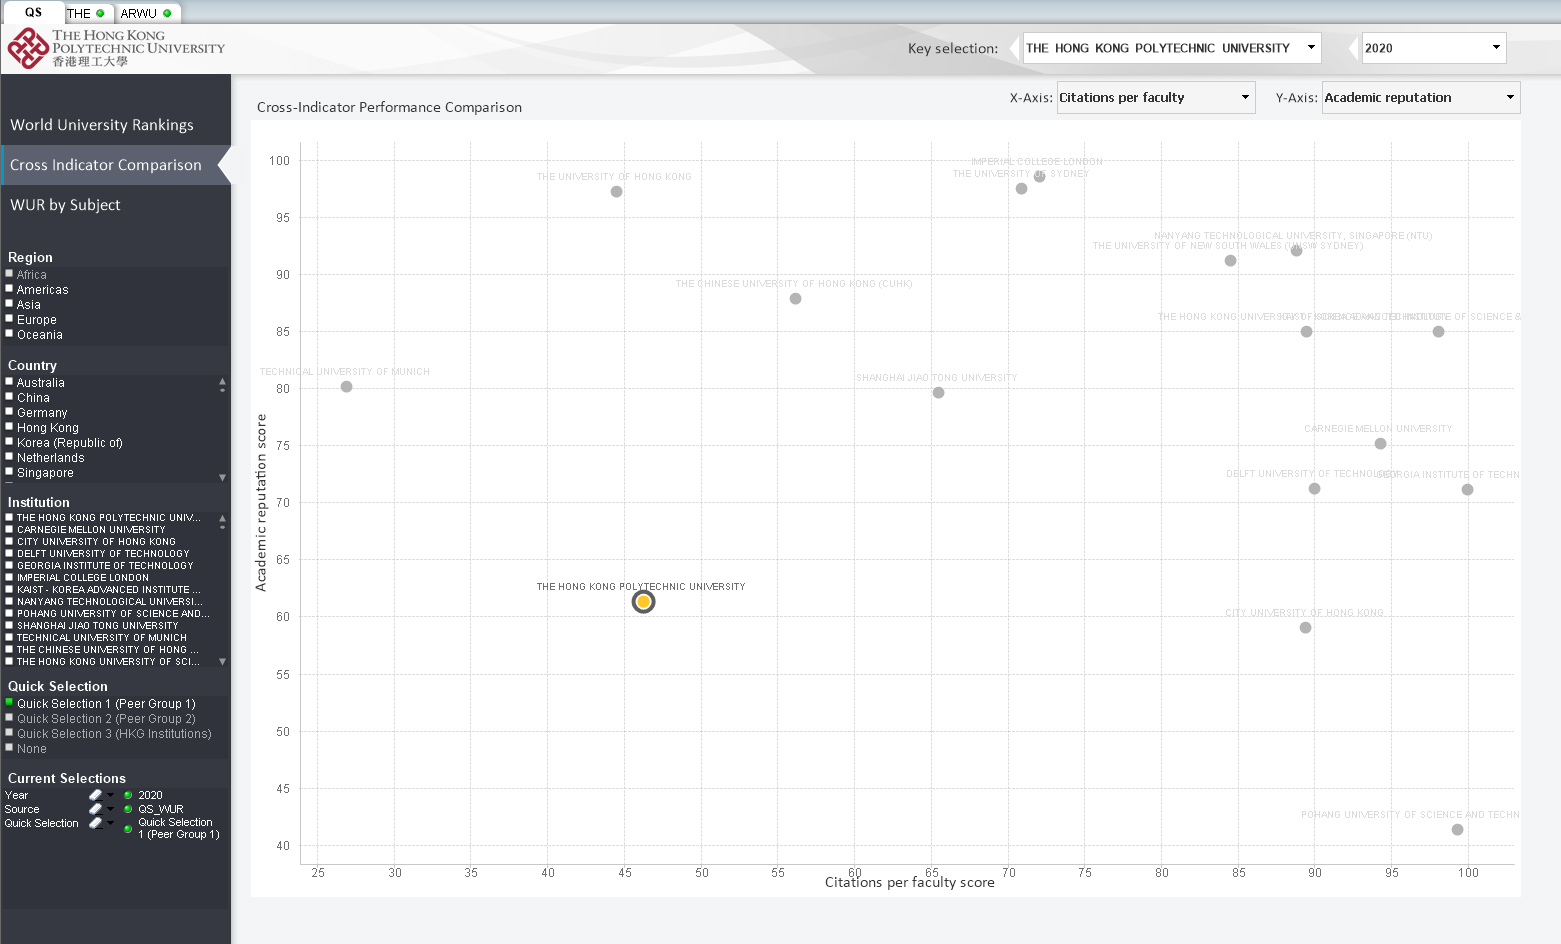 QS
THE
ARWU
THE HONG KONG
POLYTECHNIC UNIVERSITY
香港理工大學
Key selection:
THE HONG KONG POLYTECHNIC UNIVERSITY
2020
Cross-Indicator Performance Comparison
X-Axis:
Citations per faculty
Y-Axis:
Academic reputation
World University Rankings
Cross Indicator Comparison
WUR by Subject
Region
Africa
Americas
Asia
Europe
Oceania
Country
Australia
China
Germany
Hong Kong
Korea (Republic of)
Netherlands
Singapore
Institution
THE HONG KONG POLYTECHNIC UNIV...
CARNEGIE MELLON UNIVERSITY
CITY UNIVERSITY OF HONG KONG
DELFT UNIVERSITY OF TECHNOLOGY
GEORGIA INSTITUTE OF TECHNOLOGY
IMPERIAL COLLEGE LONDON
KAIST - KOREA ADVANCED INSTITUTE ...
NANYANG TECHNOLOGICAL UNIVERSI...
POHANG UNIVERSITY OF SCIENCE AND...
SHANGHAI JIAO TONG UNIVERSITY
TECHNICAL UNIVERSITY OF MUNICH
THE CHINESE UNIVERSITY OF HONG ...
THE HONG KONG UNIVERSITY OF SCI...
Quick Selection
Quick Selection 1 (Peer Group 1)
Quick Selection 2 (Peer Group 2)
Quick Selection 3 (HKG Institutions)
None
Current Selections
Year
2020
Source
QS_WUR
Quick Selection
Quick Selection
1 (Peer Group 1)
Academic reputation score
100
95
90
85
80
75
70
65
60
55
50
45
40
IMPERIAL COLLEGE LONDON
THE UNIVERSITY OF SYDNEY
THE UNIVERSITY OF HONG KONG
NANYANG TECHNOLOGICAL UNIVERSITY, SINGAPORE (NTU)
THE UNIVERSITY OF NEW SOUTH WALES (UNSW SYDNEY)
THE CHINESE UNIVERSITY OF HONG KONG (CUHK)
THE HONG KONG UNIVERSITY OF SCIENCE AND TECHNOLOGY
KAIST - KOREA ADVANCED INSTITUTE OF SCIENCE &
TECHNICAL UNIVERSITY OF MUNICH
SHANGHAI JIAO TONG UNIVERSITY
CARNEGIE MELLON UNIVERSITY
DELFT UNIVERSITY OF TECHNOLOGY
GEORGIA INSTITUTE OF TECHN
THE HONG KONG POLYTECHNIC UNIVERSITY
CITY UNIVERSITY OF HONG KONG
POHANG UNIVERSITY OF SCIENCE AND TECHN
25
30
35
40
45
50
55
60
65
70
75
80
85
90
95
100
Citations per faculty score